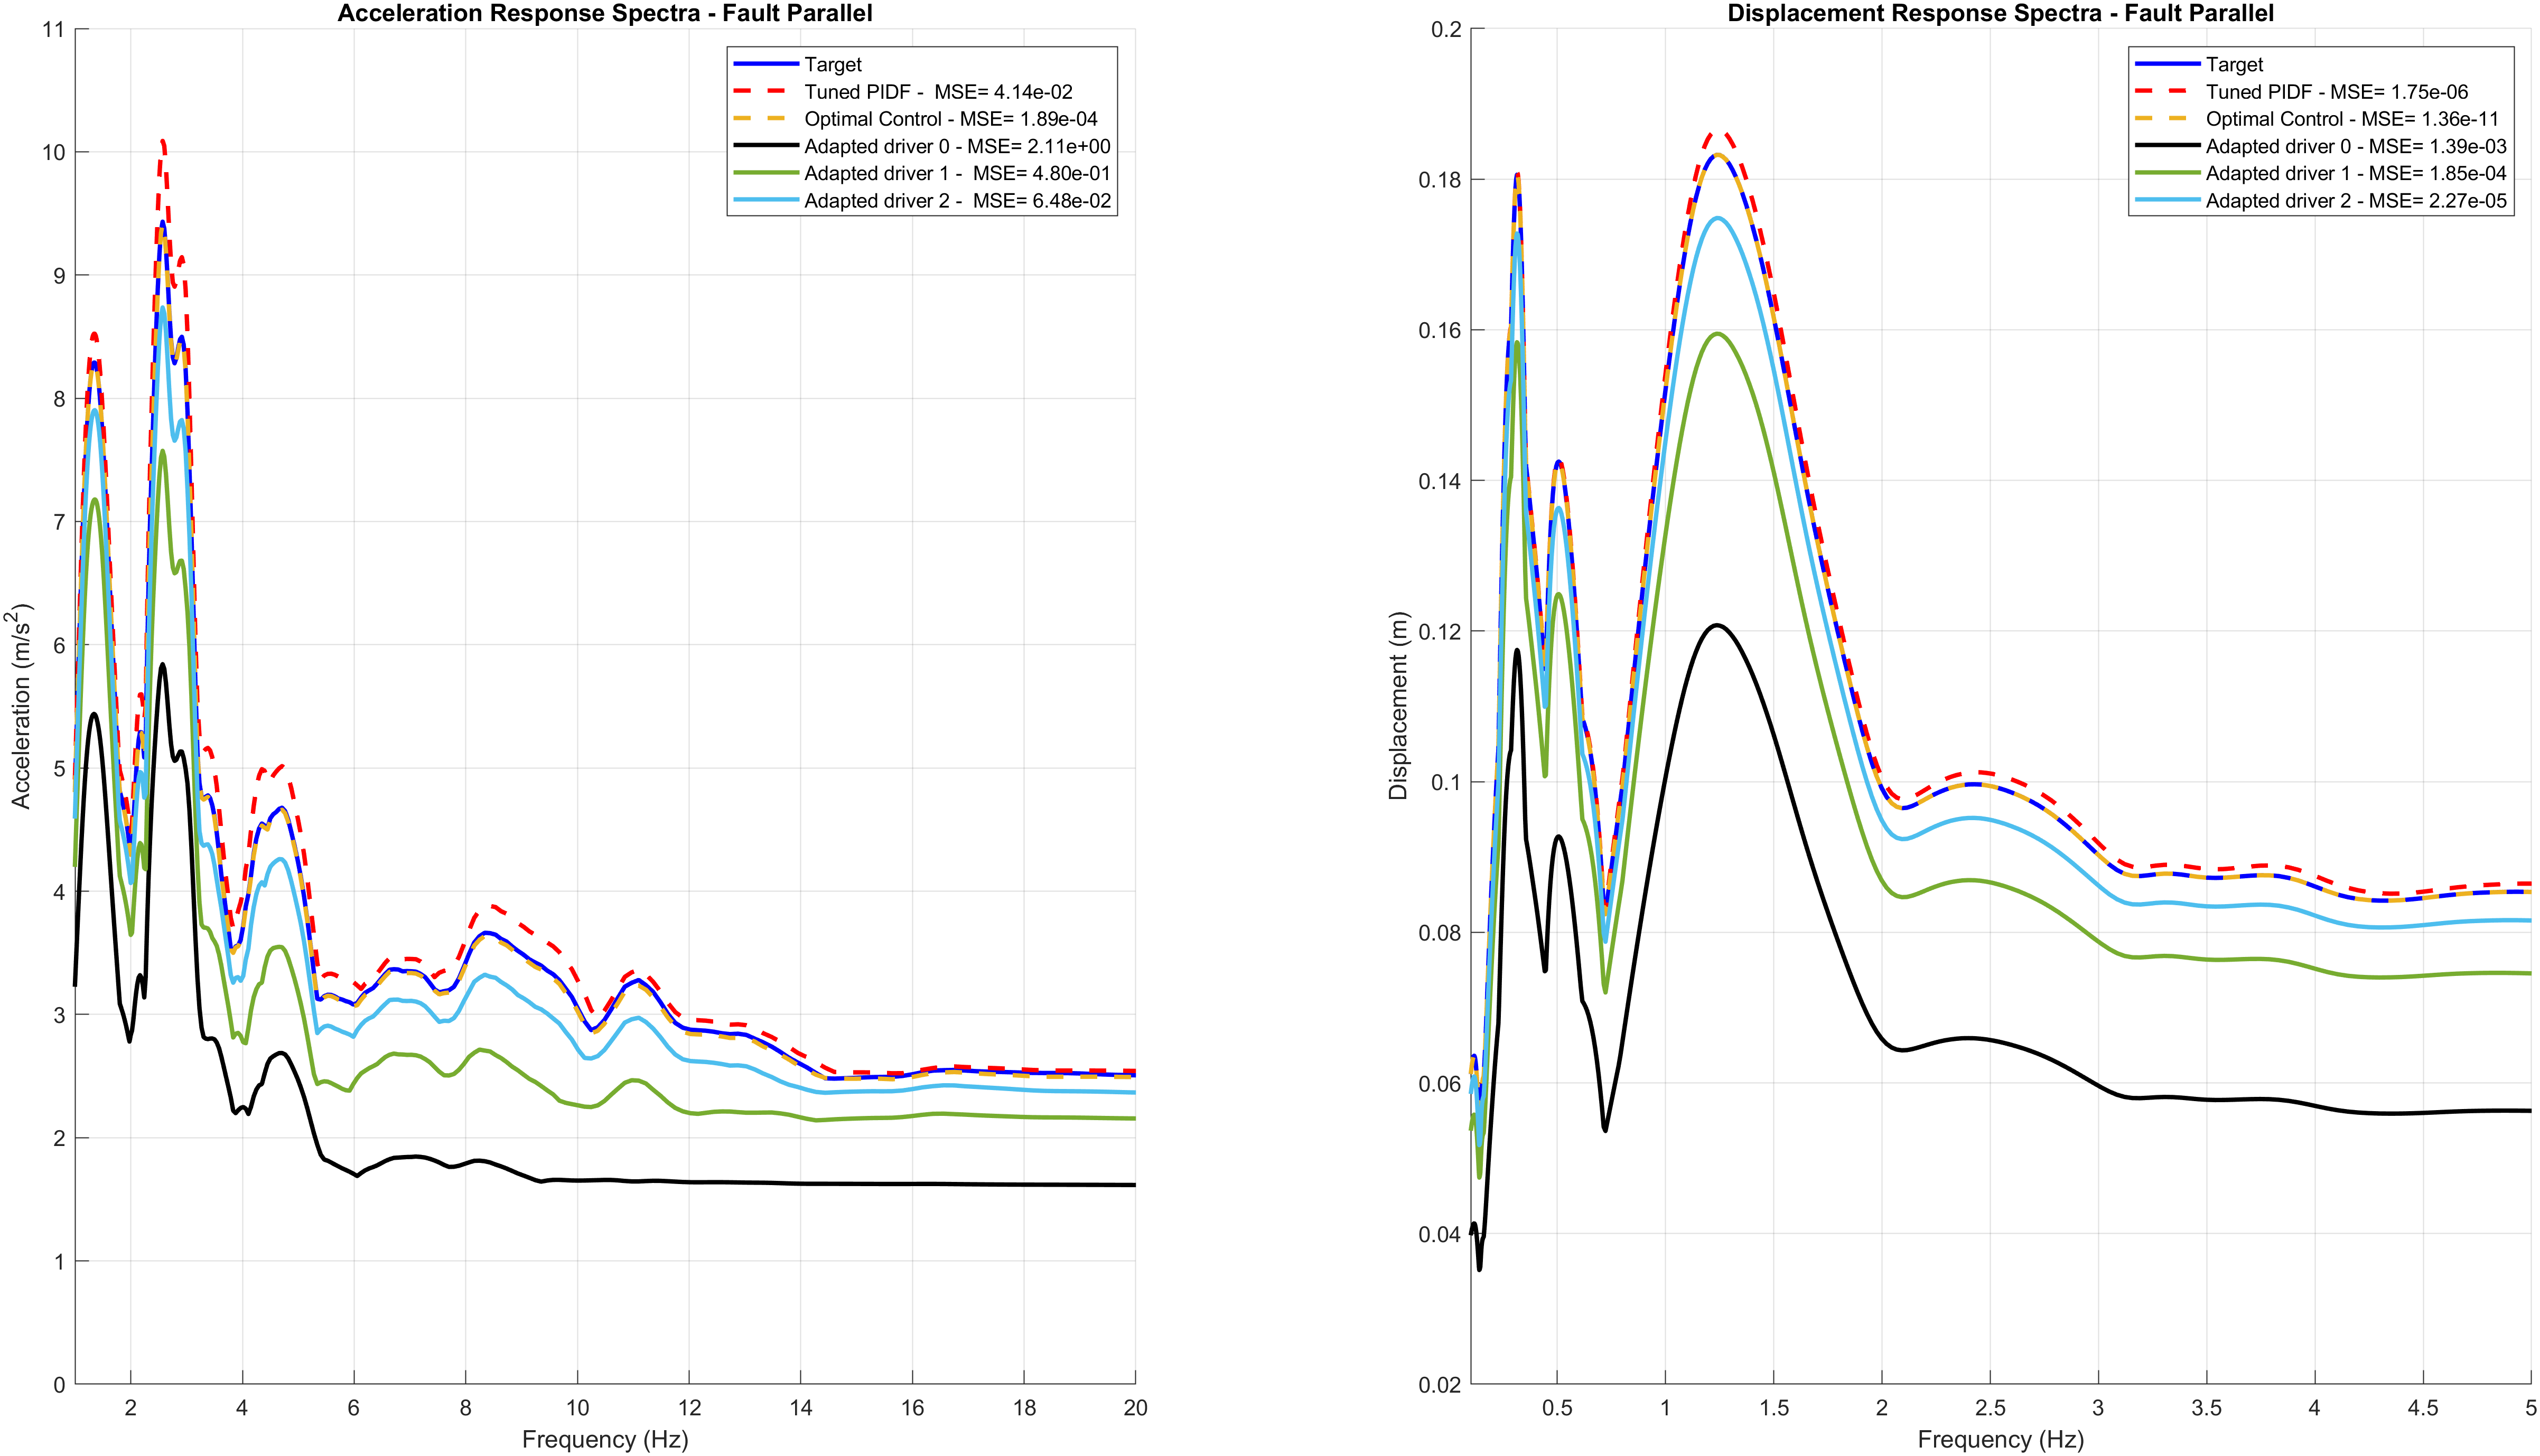 Acceleration Response Spectra - Fault Parallel
11
10
9
8
7
6
5
4
3
2
1
0
Acceleration (m/s²)
2 4 6 8 10 12 14 16 18 20
Frequency (Hz)
Target
Tuned PIDF - MSE= 4.14e-02
Optimal Control - MSE= 1.89e-04
Adapted driver 0 - MSE= 2.11e+00
Adapted driver 1 - MSE= 4.80e-01
Adapted driver 2 - MSE= 6.48e-02
Displacement Response Spectra - Fault Parallel
0.2
0.18
0.16
0.14
0.12
0.1
0.08
0.06
0.04
0.02
Displacement (m)
0.5 1 1.5 2 2.5 3 3.5 4 4.5 5
Frequency (Hz)
Target
Tuned PIDF - MSE= 1.75e-06
Optimal Control - MSE= 1.36e-11
Adapted driver 0 - MSE= 1.39e-03
Adapted driver 1 - MSE= 1.85e-04
Adapted driver 2 - MSE= 2.27e-05